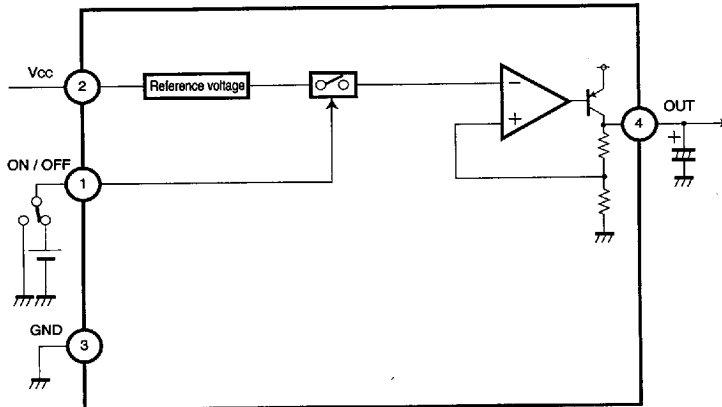 Vcc
2
Reference voltage
−
+
4
OUT
+
ON / OFF
1
GND
3